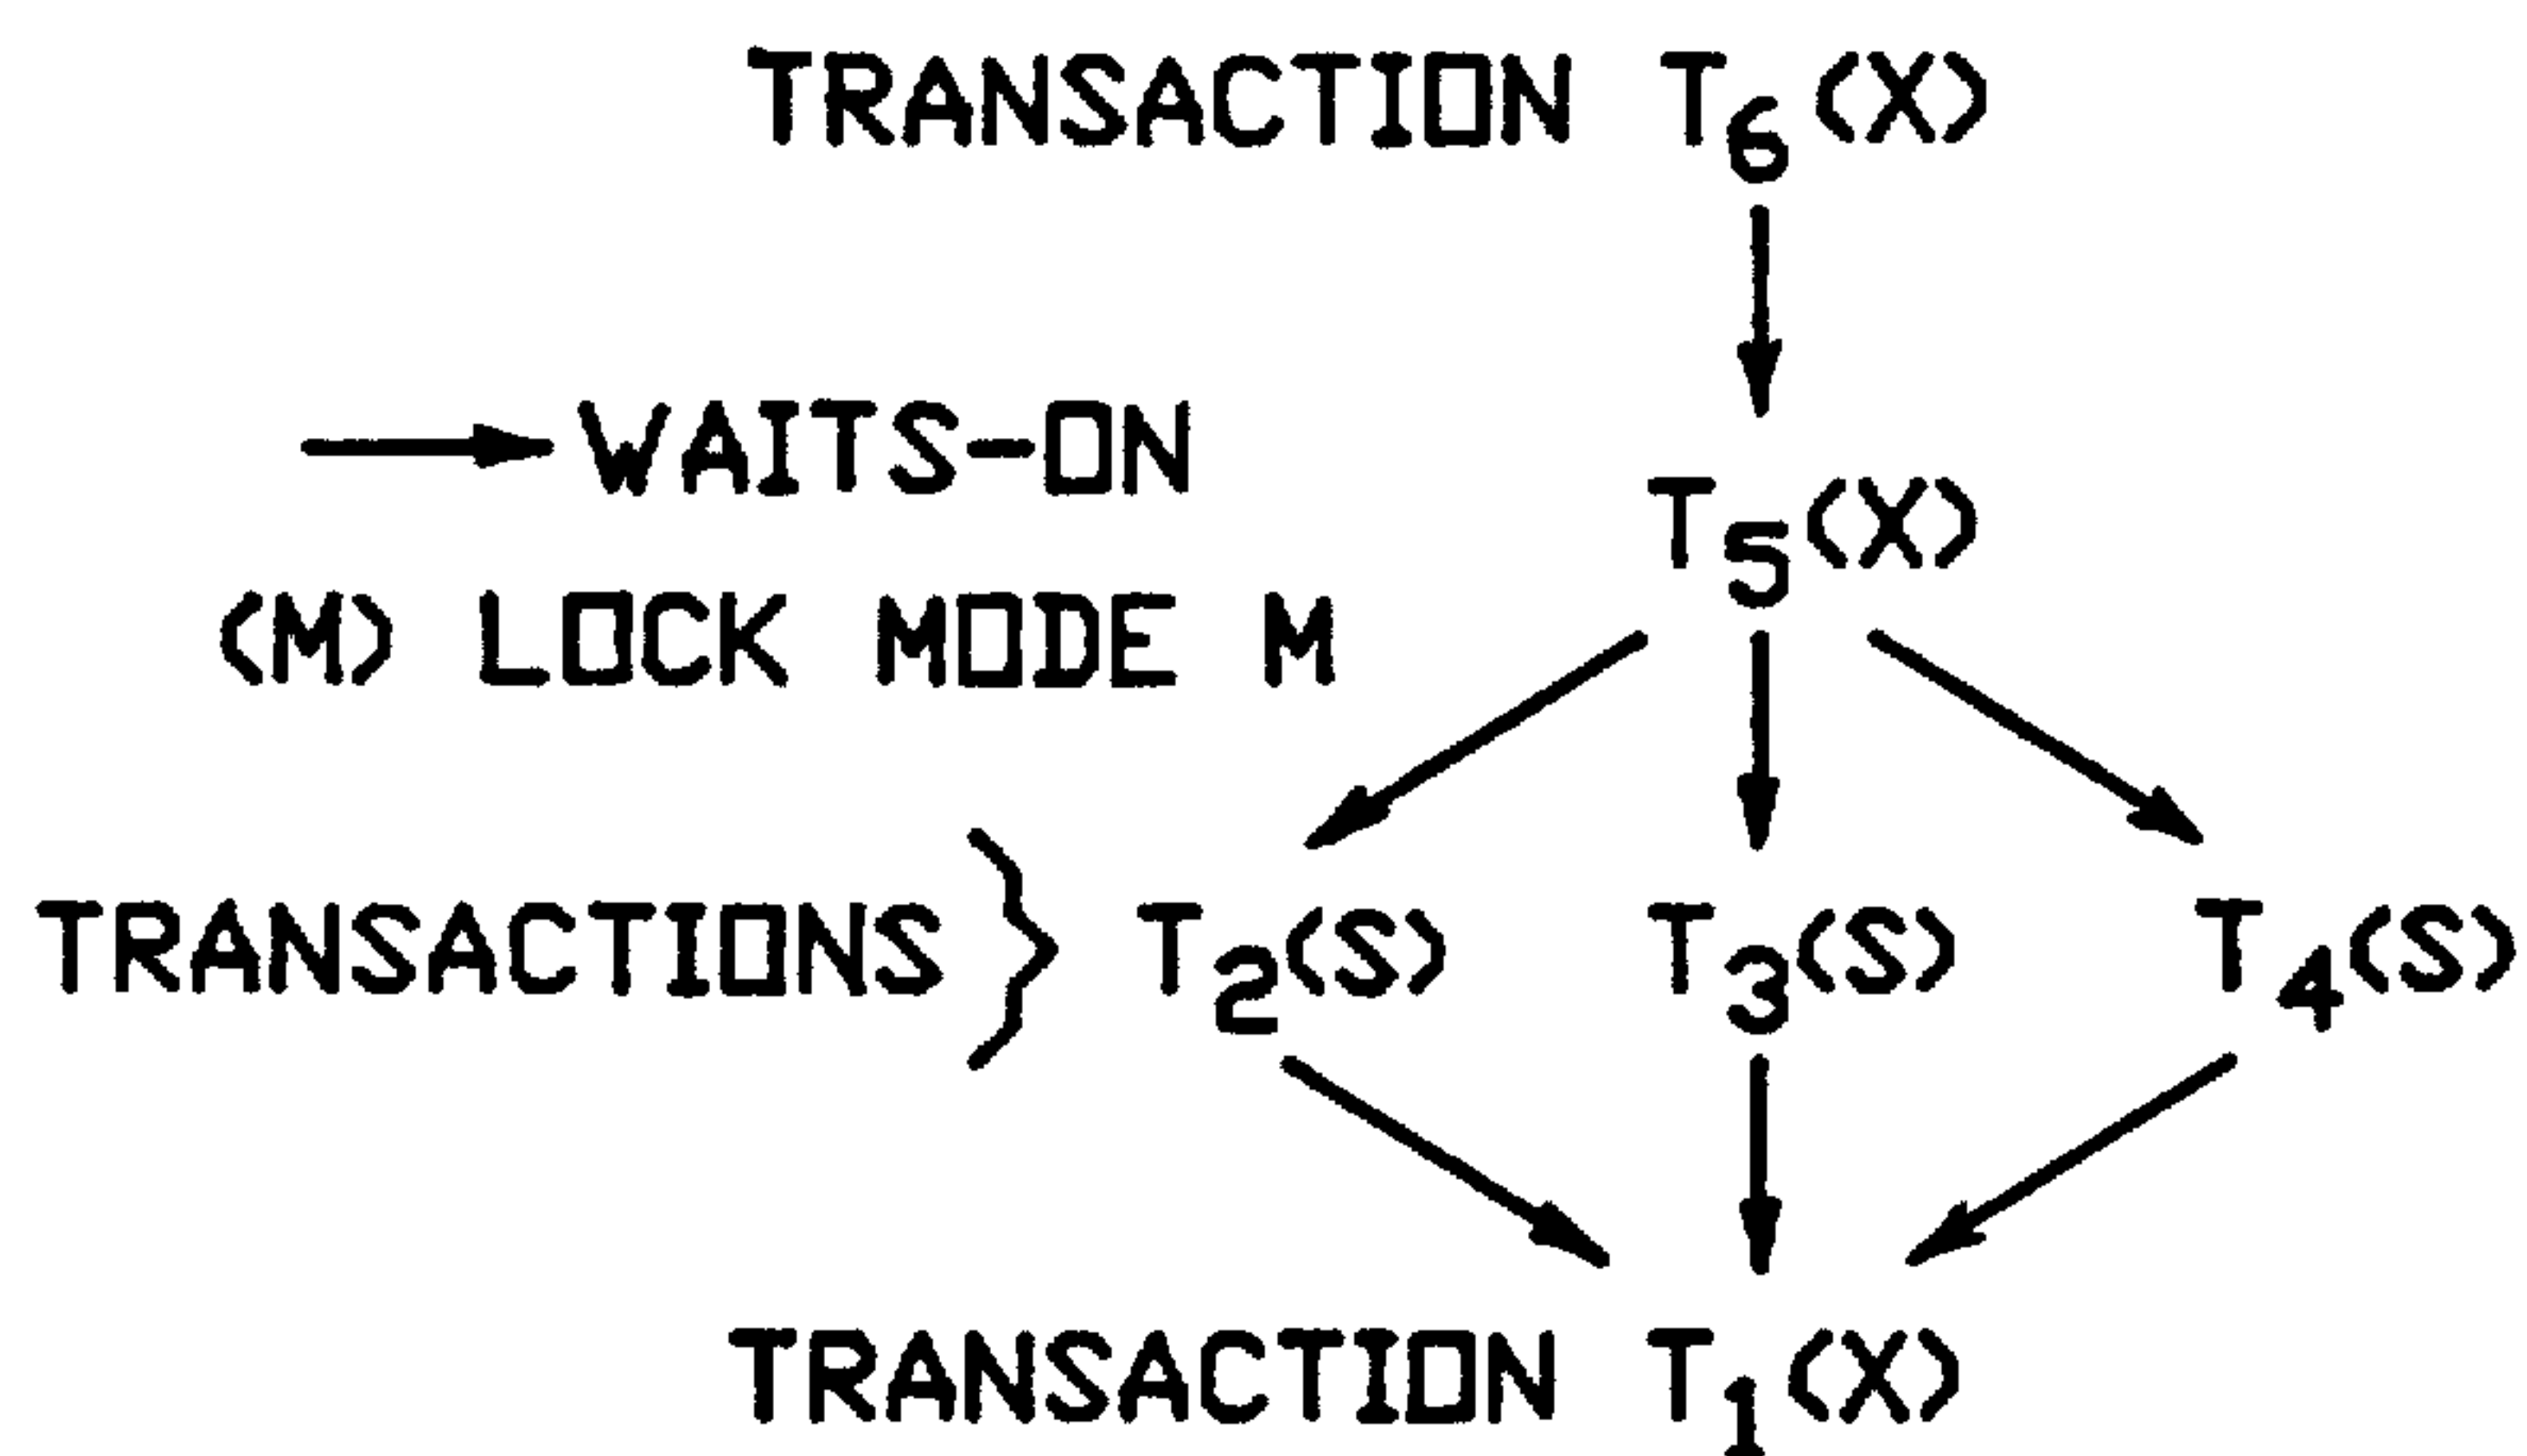 TRANSACTION T6(X)
WAITS-ON
T5(X)
(M) LOCK MODE M
TRANSACTIONS } T2(S) T3(S) T4(S)
TRANSACTION T1(X)